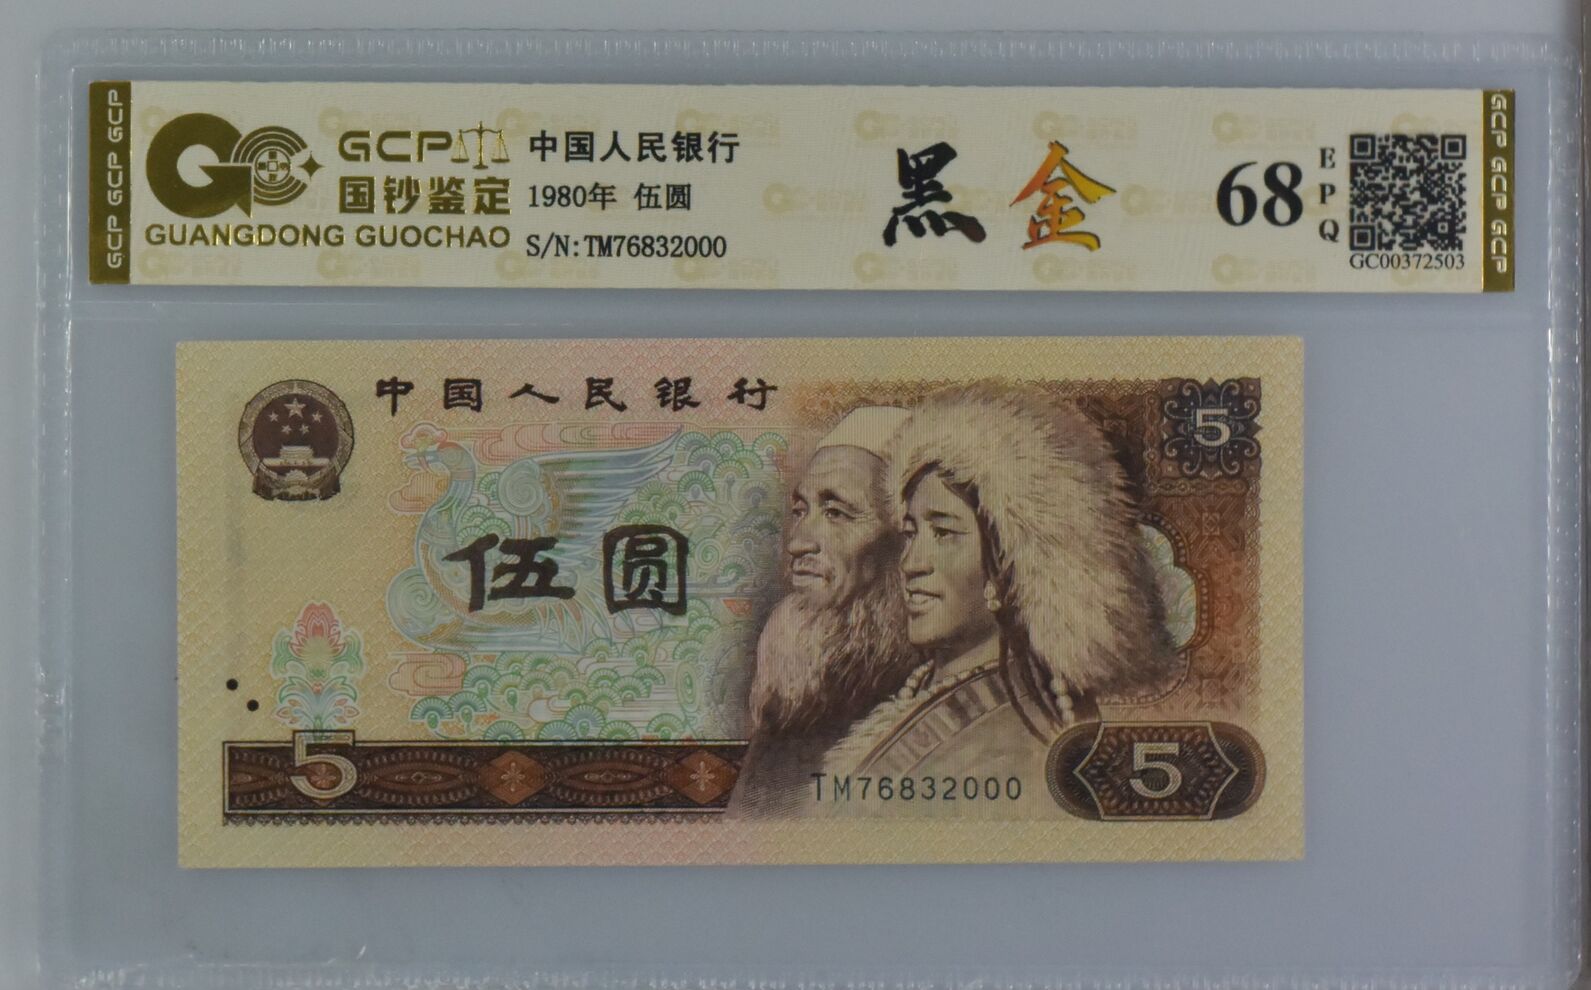 GCP GCP GCP
GCP
国钞鉴定
GUANGDONG GUOCHAO
中国人民银行
1980年 伍圆
S/N:TM76832000
黑金
68
EPQ
GC00372503
GCP GCP GCP
中国人民银行
5
伍圆
5
TM76832000
5